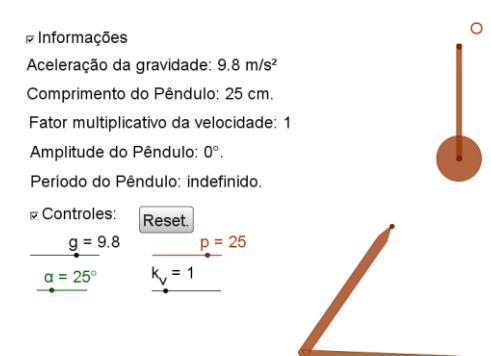 Informações
Aceleração da gravidade: 9.8 m/s²
Comprimento do Pêndulo: 25 cm.
Fator multiplicativo da velocidade: 1
Amplitude do Pêndulo: 0°.
Período do Pêndulo: indefinido.
Controles:
Reset.
g = 9.8
p = 25
α = 25°
k_v = 1